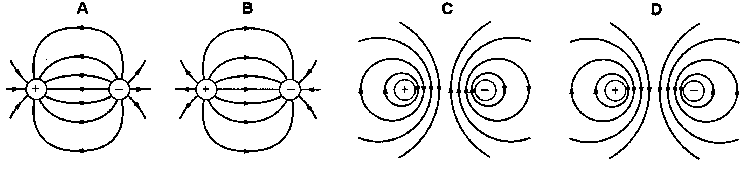 A B C D
+ − + − + − + −